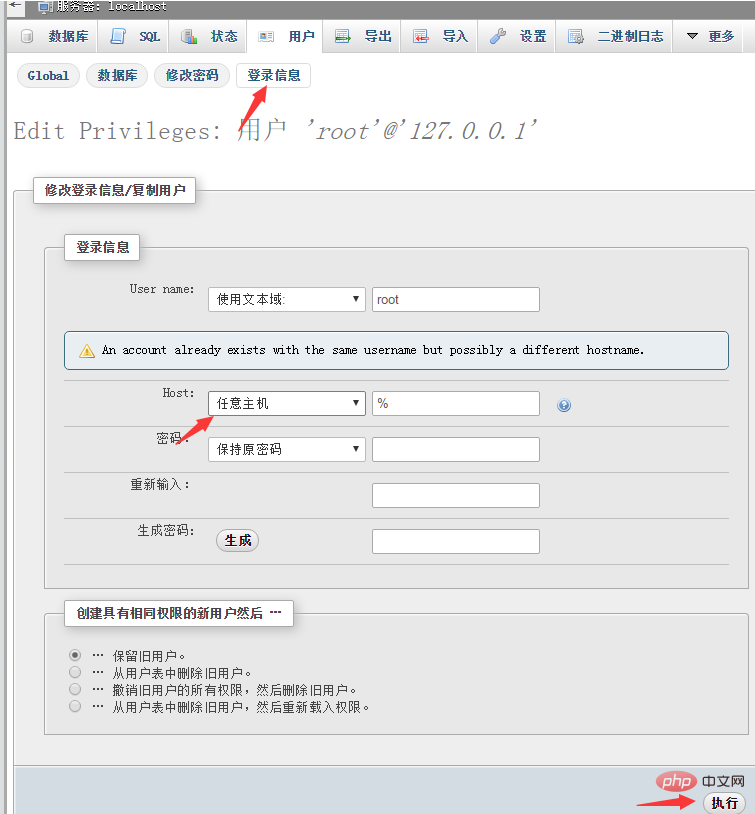 服务器: localhost
数据库 SQL 状态 用户 导出 导入 设置 二进制日志 更多
Global 数据库 修改密码 登录信息
Edit Privileges: 用户 'root'@'127.0.0.1'
修改登录信息/复制用户
登录信息
User name: 使用文本域: root
An account already exists with the same username but possibly a different hostname.
Host: 任意主机 %
密码: 保持原密码
重新输入:
生成密码: 生成
创建具有相同权限的新用户然后 …
… 保留旧用户。
… 从用户表中删除旧用户。
… 撤销旧用户的所有权限，然后删除旧用户。
… 从用户表中删除旧用户，然后重新载入权限。
php 中文网
执行